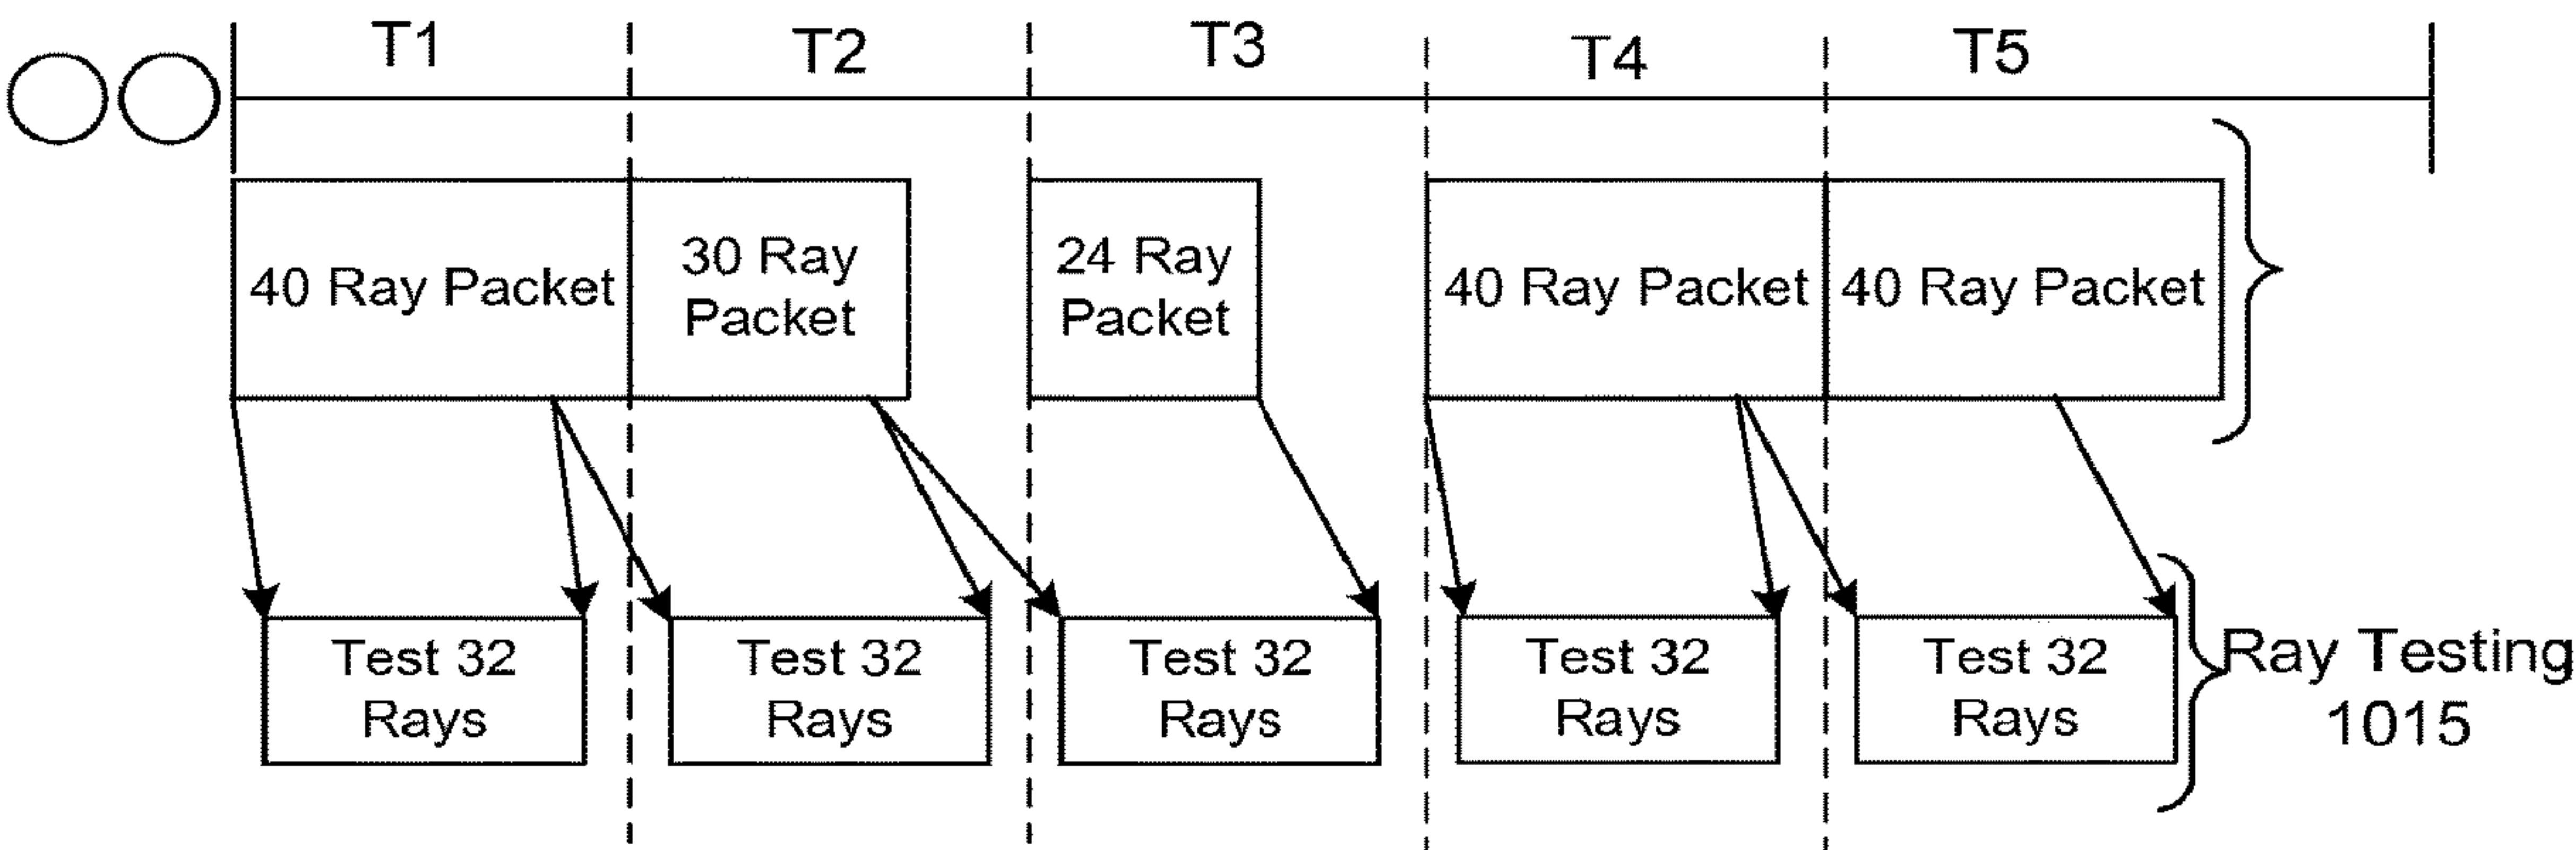 T1
T2
T3
T4
T5
40 Ray Packet
30 Ray
Packet
24 Ray
Packet
40 Ray Packet
40 Ray Packet
Test 32
Rays
Test 32
Rays
Test 32
Rays
Test 32
Rays
Test 32
Rays
Ray Testing
1015